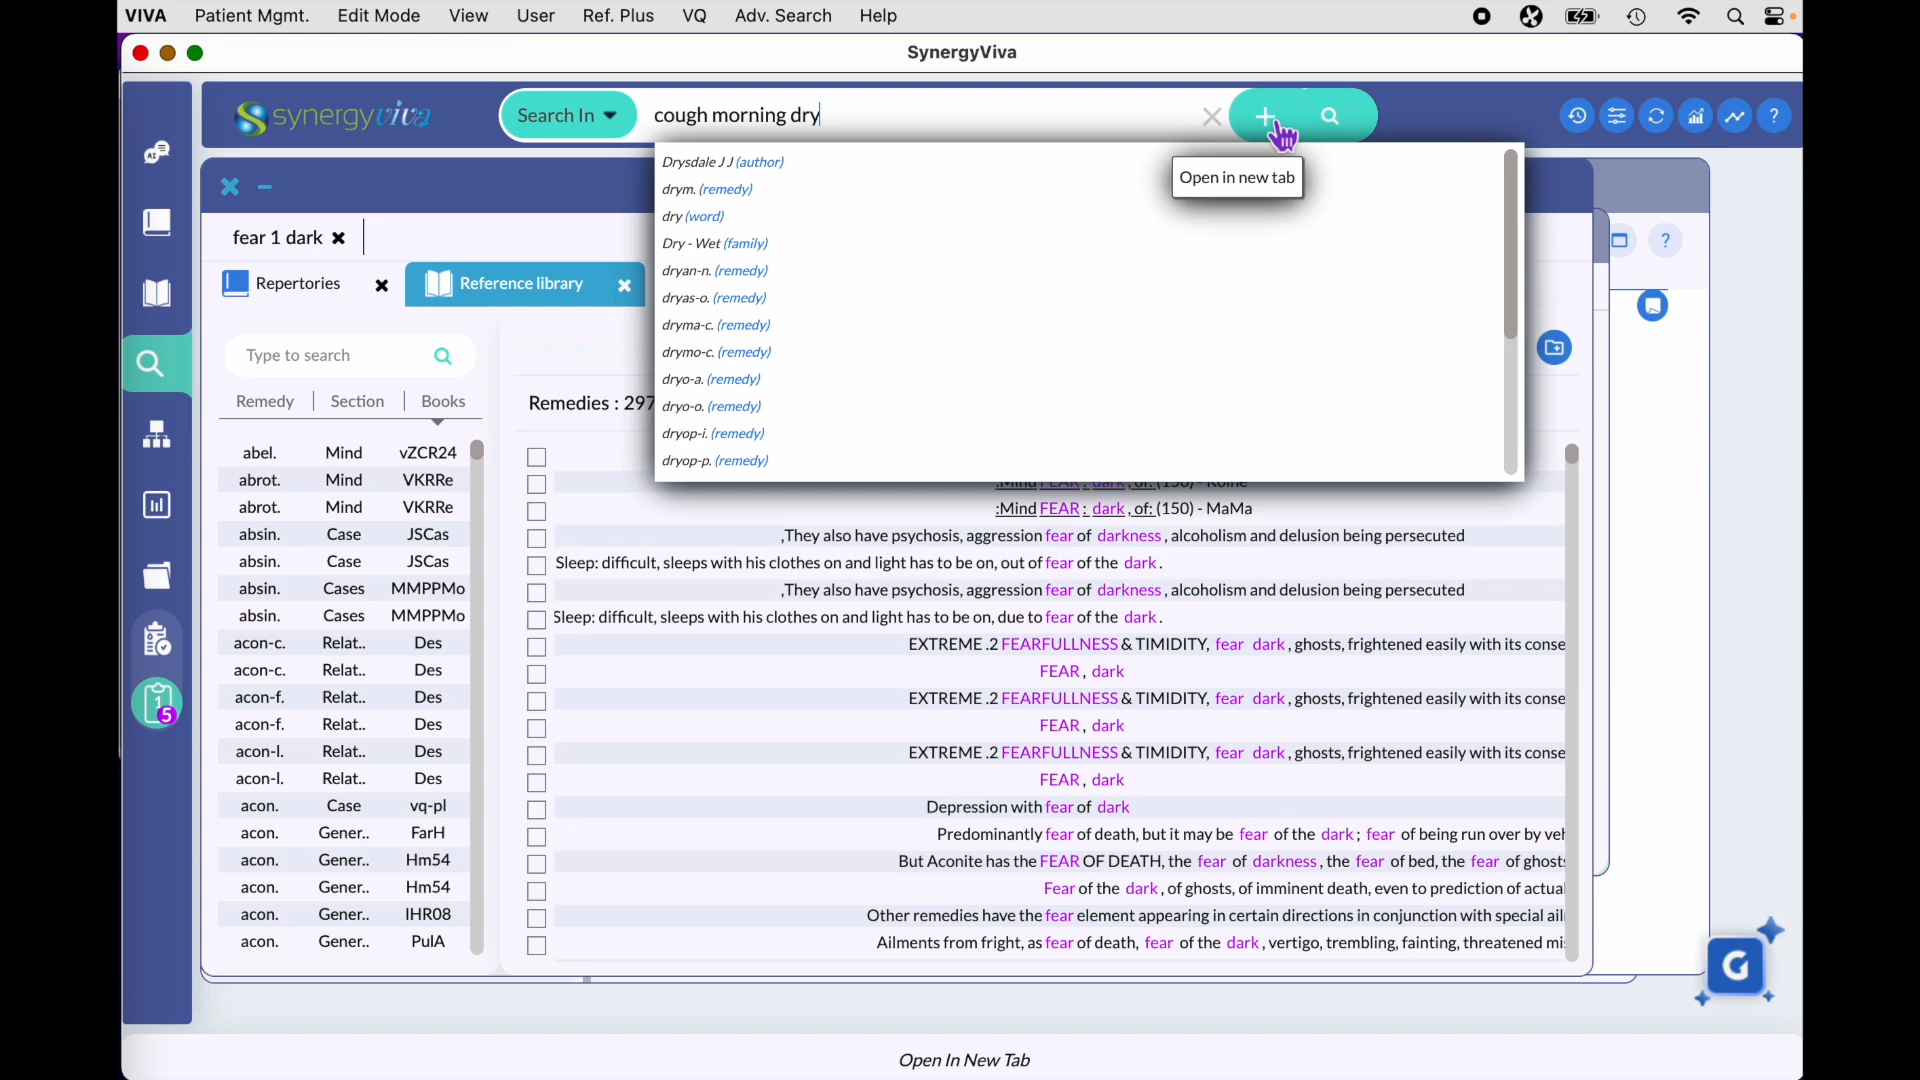 VIVA Patient Mgmt. Edit Mode View User Ref. Plus VQ Adv. Search Help
SynergyViva
synergyviva
Search In
cough morning dry
Open in new tab
Drysdale J J (author)
drym. (remedy)
dry (word)
Dry - Wet (family)
dryan-n. (remedy)
dryas-o. (remedy)
dryma-c. (remedy)
drymo-c. (remedy)
dryo-a. (remedy)
dryo-o. (remedy)
dryop-i. (remedy)
dryop-p. (remedy)
fear 1 dark
Repertories
Reference library
Type to search
Remedy Section Books
Remedies : 297
abel. Mind vZCR24
abrot. Mind VKRRe
abrot. Mind VKRRe
absin. Case JSCas
absin. Case JSCas
absin. Cases MMPPMo
absin. Cases MMPPMo
acon-c. Relat.. Des
acon-c. Relat.. Des
acon-f. Relat.. Des
acon-f. Relat.. Des
acon-l. Relat.. Des
acon-l. Relat.. Des
acon. Case vq-pl
acon. Gener.. FarH
acon. Gener.. Hm54
acon. Gener.. Hm54
acon. Gener.. IHR08
acon. Gener.. PulA
:Mind FEAR : dark , of: (150) - MaMa
,They also have psychosis, aggression fear of darkness , alcoholism and delusion being persecuted
Sleep: difficult, sleeps with his clothes on and light has to be on, out of fear of the dark .
,They also have psychosis, aggression fear of darkness , alcoholism and delusion being persecuted
Sleep: difficult, sleeps with his clothes on and light has to be on, due to fear of the dark .
EXTREME .2 FEARFULLNESS & TIMIDITY, fear dark , ghosts, frightened easily with its conse
FEAR , dark
EXTREME .2 FEARFULLNESS & TIMIDITY, fear dark , ghosts, frightened easily with its conse
FEAR , dark
EXTREME .2 FEARFULLNESS & TIMIDITY, fear dark , ghosts, frightened easily with its conse
FEAR , dark
Depression with fear of dark
Predominantly fear of death, but it may be fear of the dark ; fear of being run over by veh
But Aconite has the FEAR OF DEATH, the fear of darkness , the fear of bed, the fear of ghost
Fear of the dark , of ghosts, of imminent death, even to prediction of actual
Other remedies have the fear element appearing in certain directions in conjunction with special ail
Ailments from fright, as fear of death, fear of the dark , vertigo, trembling, fainting, threatened mi
AI
1
5
?
?
G
Open In New Tab